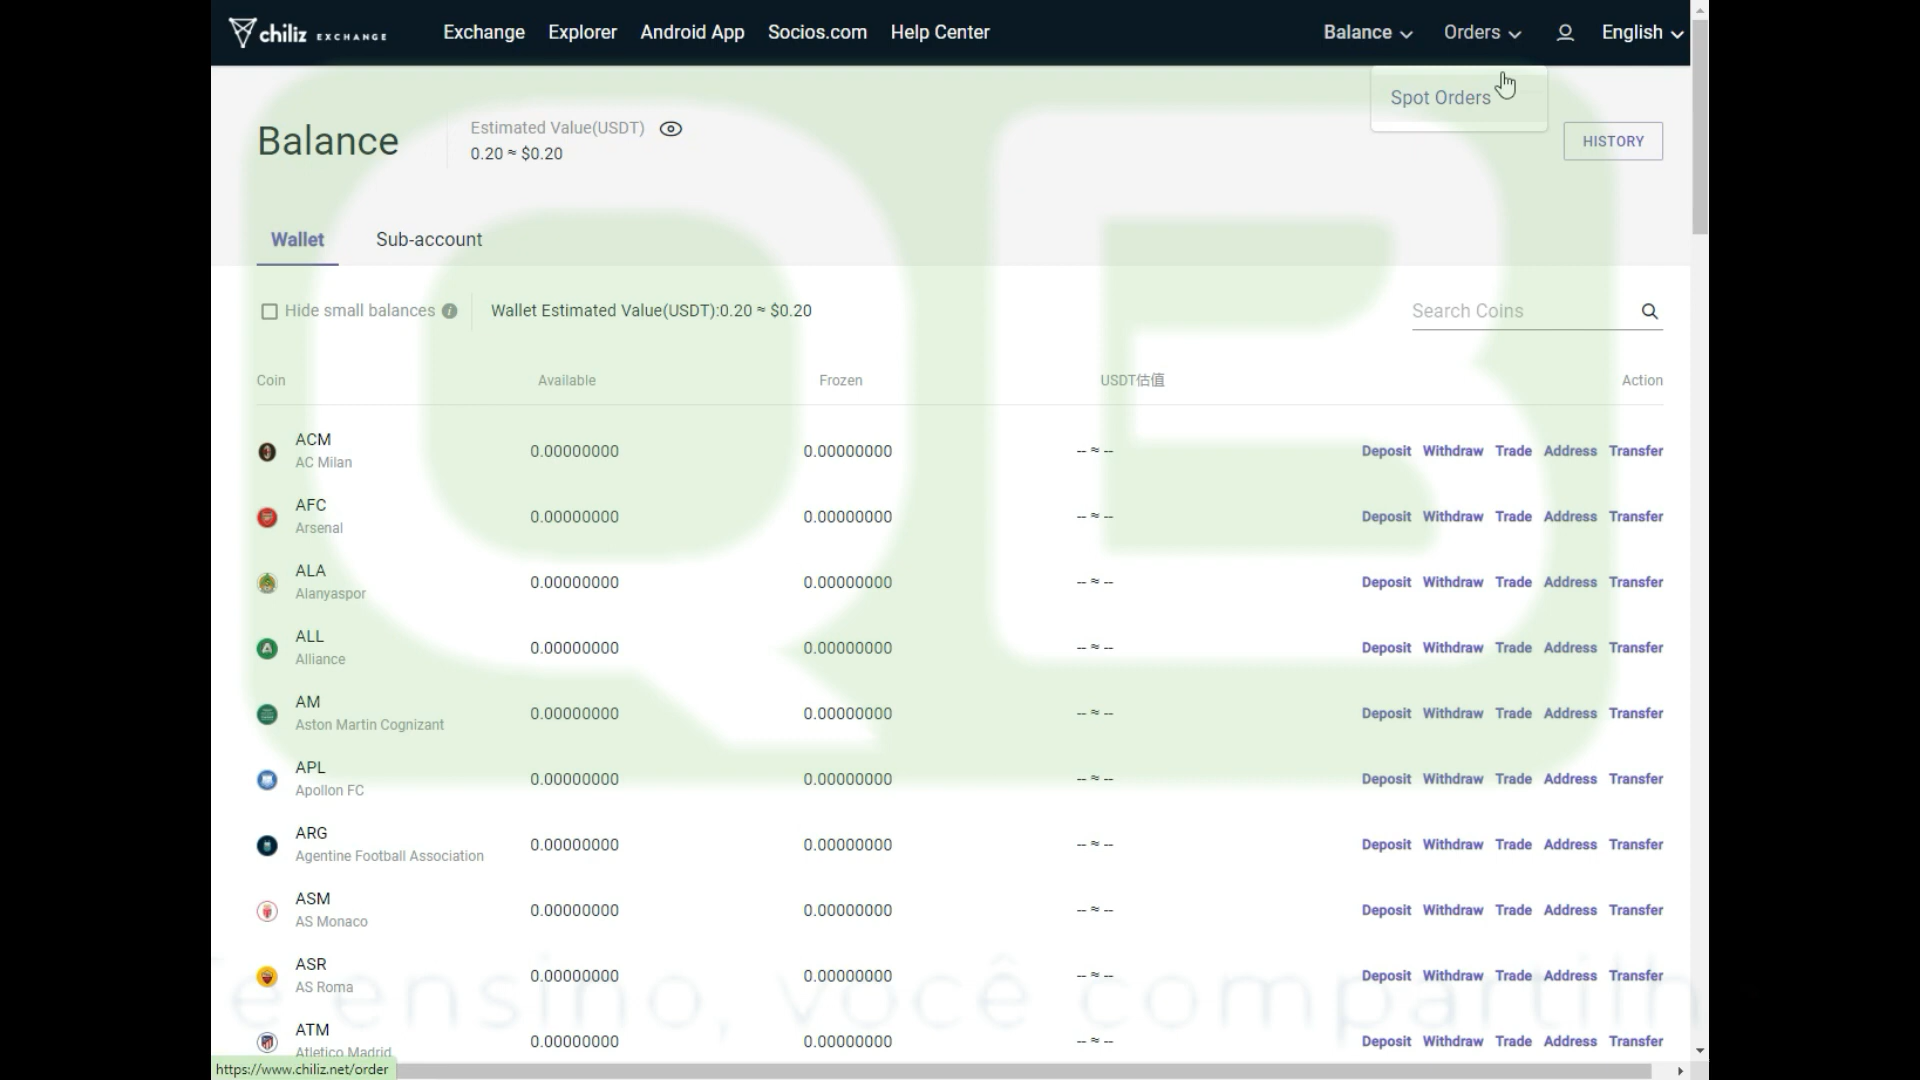 chiliz EXCHANGE Exchange Explorer Android App Socios.com Help Center Balance Orders English
Spot Orders
Balance
Estimated Value(USDT)
0.20 ≈ $0.20
HISTORY
Wallet Sub-account
Hide small balances Wallet Estimated Value(USDT):0.20 ≈ $0.20 Search Coins
Coin Available Frozen USDT估值 Action
ACM
AC Milan
0.00000000 0.00000000 -- ≈ -- Deposit Withdraw Trade Address Transfer
AFC
Arsenal
0.00000000 0.00000000 -- ≈ -- Deposit Withdraw Trade Address Transfer
ALA
Alanyaspor
0.00000000 0.00000000 -- ≈ -- Deposit Withdraw Trade Address Transfer
ALL
Alliance
0.00000000 0.00000000 -- ≈ -- Deposit Withdraw Trade Address Transfer
AM
Aston Martin Cognizant
0.00000000 0.00000000 -- ≈ -- Deposit Withdraw Trade Address Transfer
APL
Apollon FC
0.00000000 0.00000000 -- ≈ -- Deposit Withdraw Trade Address Transfer
ARG
Agentine Football Association
0.00000000 0.00000000 -- ≈ -- Deposit Withdraw Trade Address Transfer
ASM
AS Monaco
0.00000000 0.00000000 -- ≈ -- Deposit Withdraw Trade Address Transfer
ASR
AS Roma
0.00000000 0.00000000 -- ≈ -- Deposit Withdraw Trade Address Transfer
ATM
Atletico Madrid
0.00000000 0.00000000 -- ≈ -- Deposit Withdraw Trade Address Transfer
https://www.chiliz.net/order
QB
e ensino, você compartilh